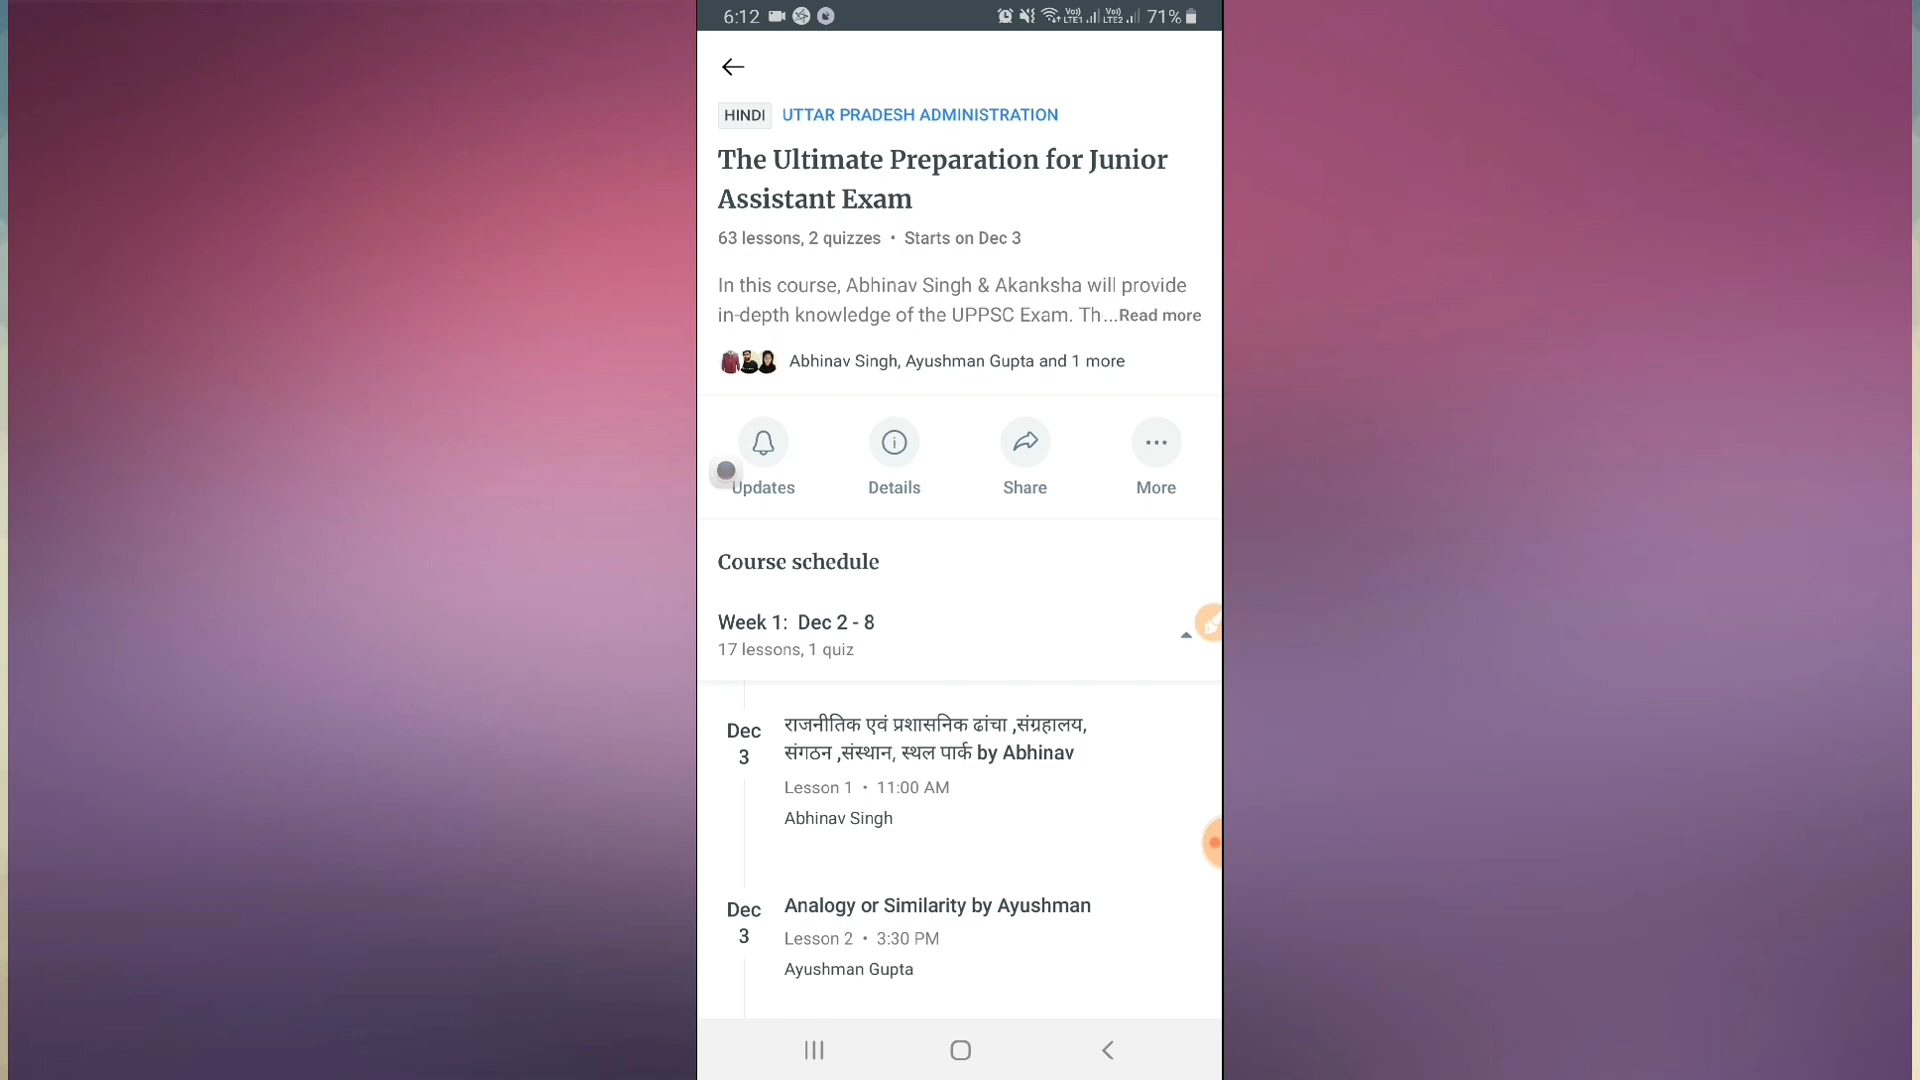 6:12
Vo)) LTE1 Vo)) LTE2 71%
HINDI UTTAR PRADESH ADMINISTRATION
The Ultimate Preparation for Junior
Assistant Exam
63 lessons, 2 quizzes • Starts on Dec 3
In this course, Abhinav Singh & Akanksha will provide
in-depth knowledge of the UPPSC Exam. Th...Read more
Abhinav Singh, Ayushman Gupta and 1 more
Updates Details Share More
Course schedule
Week 1: Dec 2 - 8
17 lessons, 1 quiz
Dec 3
राजनीतिक एवं प्रशासनिक ढांचा ,संग्रहालय,
संगठन ,संस्थान, स्थल पार्क by Abhinav
Lesson 1 • 11:00 AM
Abhinav Singh
Dec 3
Analogy or Similarity by Ayushman
Lesson 2 • 3:30 PM
Ayushman Gupta